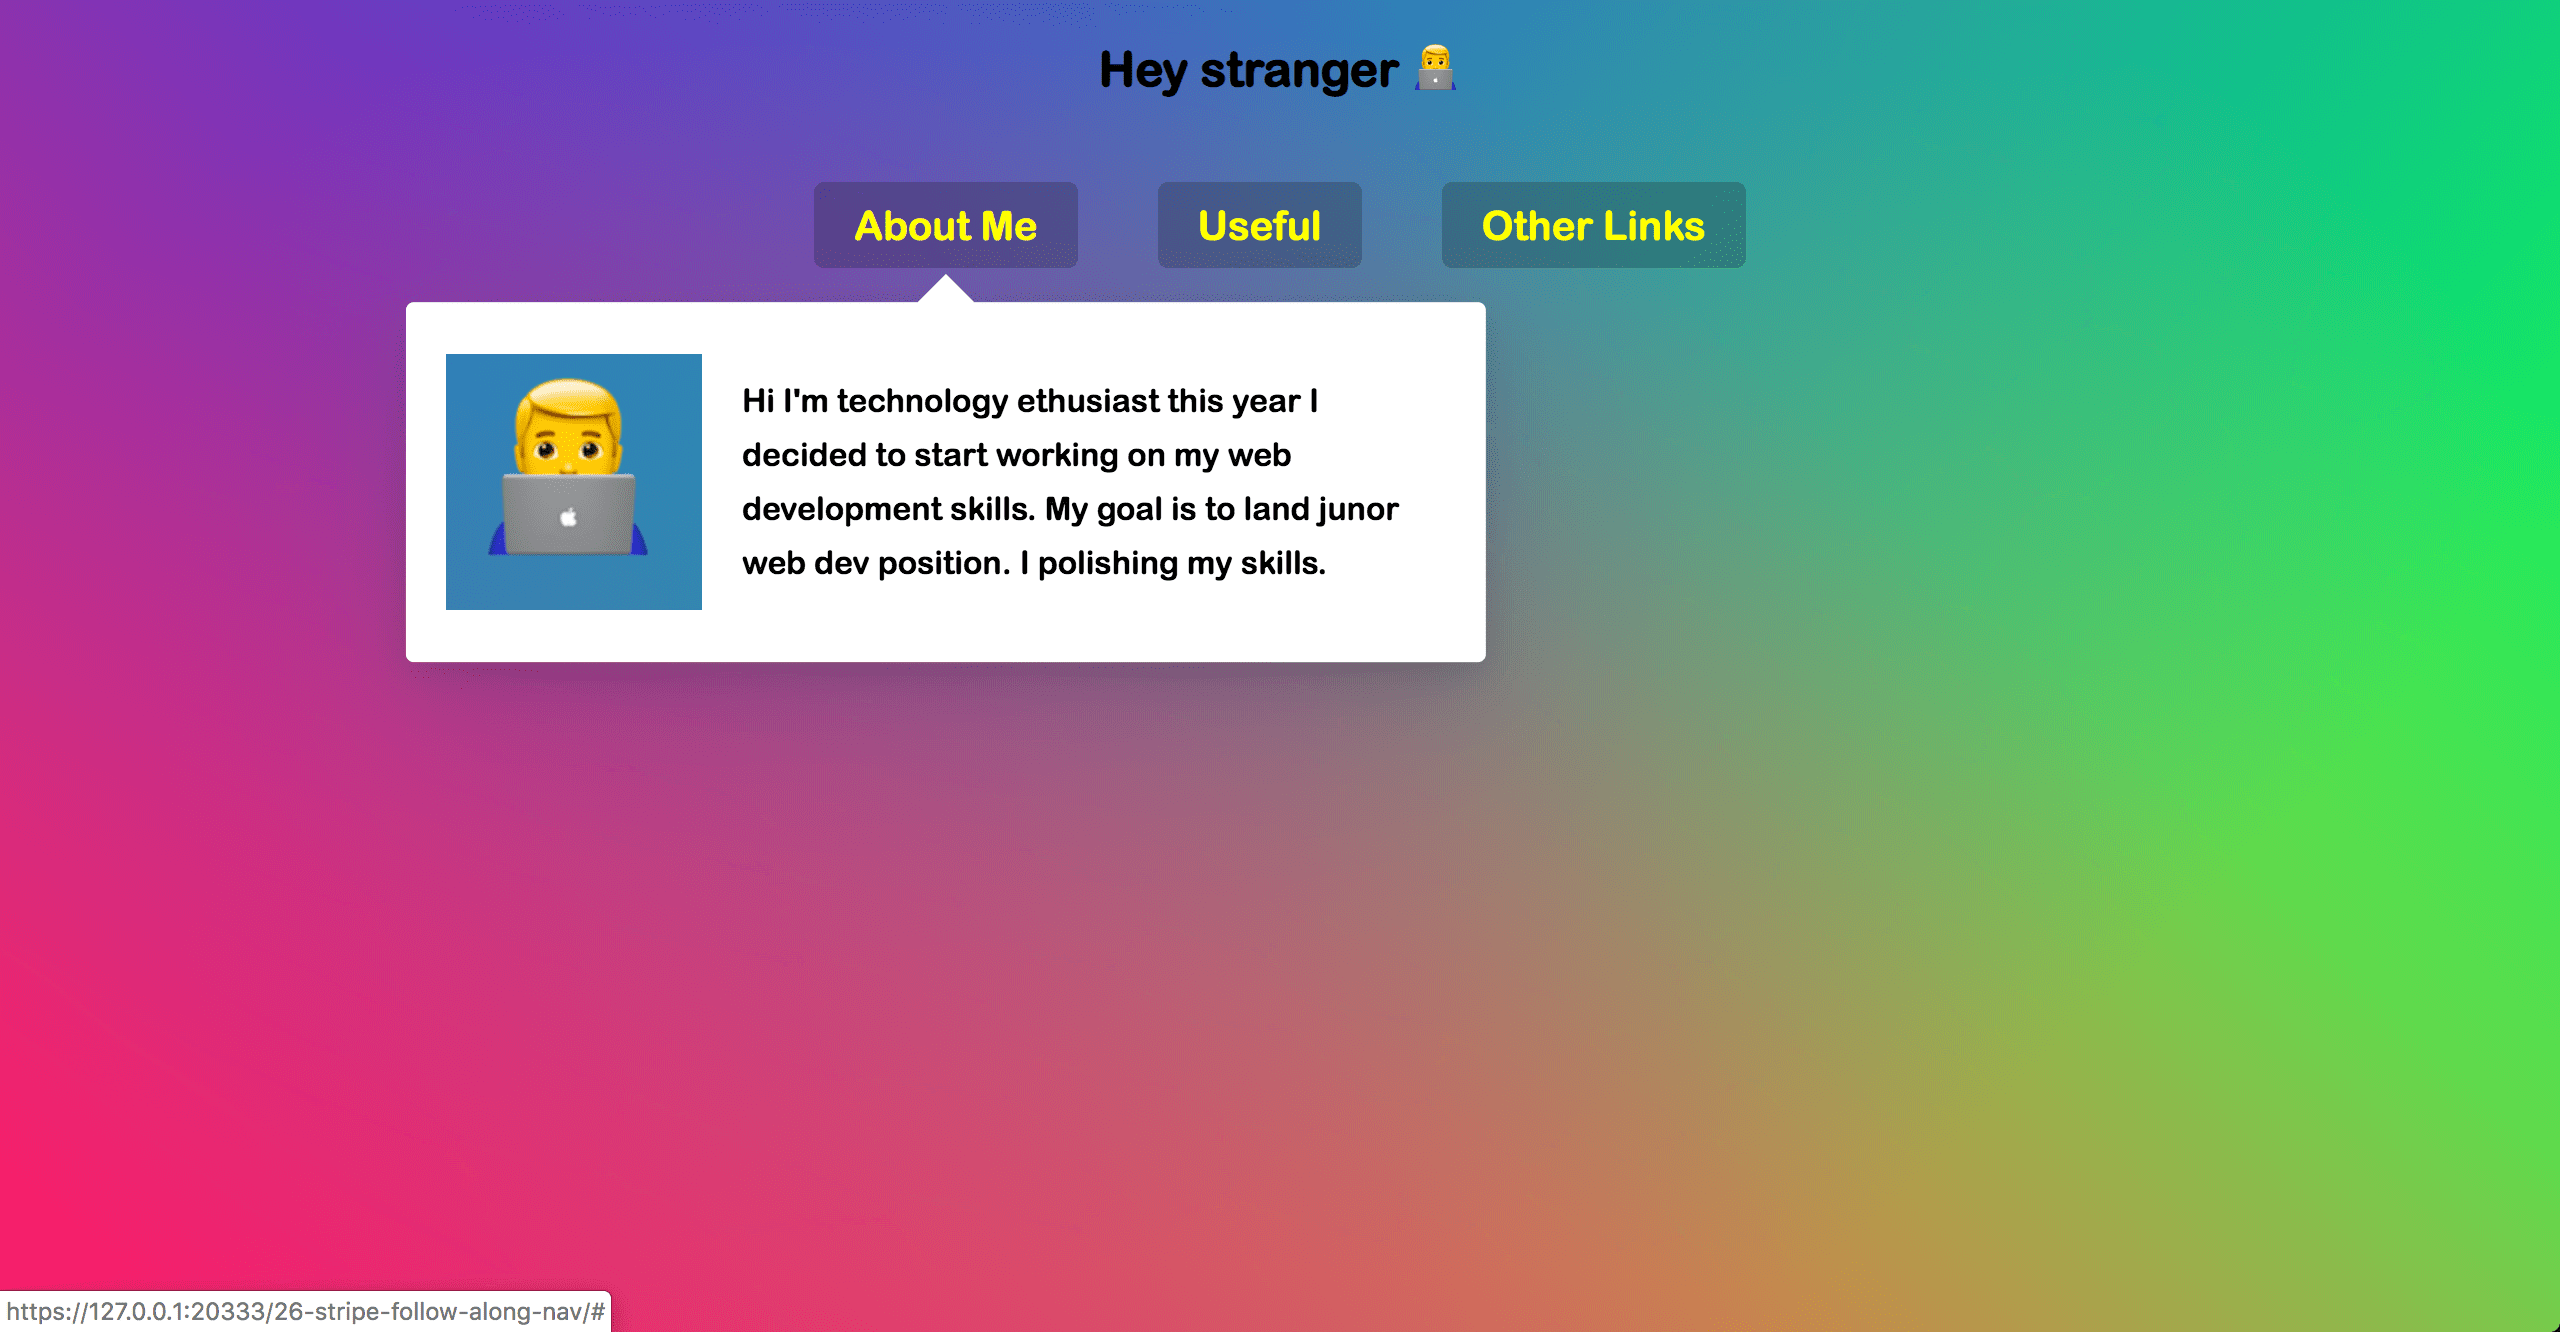 Hey stranger 👨‍💻
About Me
Useful
Other Links
Hi I'm technology ethusiast this year I
decided to start working on my web
development skills. My goal is to land junor
web dev position. I polishing my skills.
https://127.0.0.1:20333/26-stripe-follow-along-nav/#